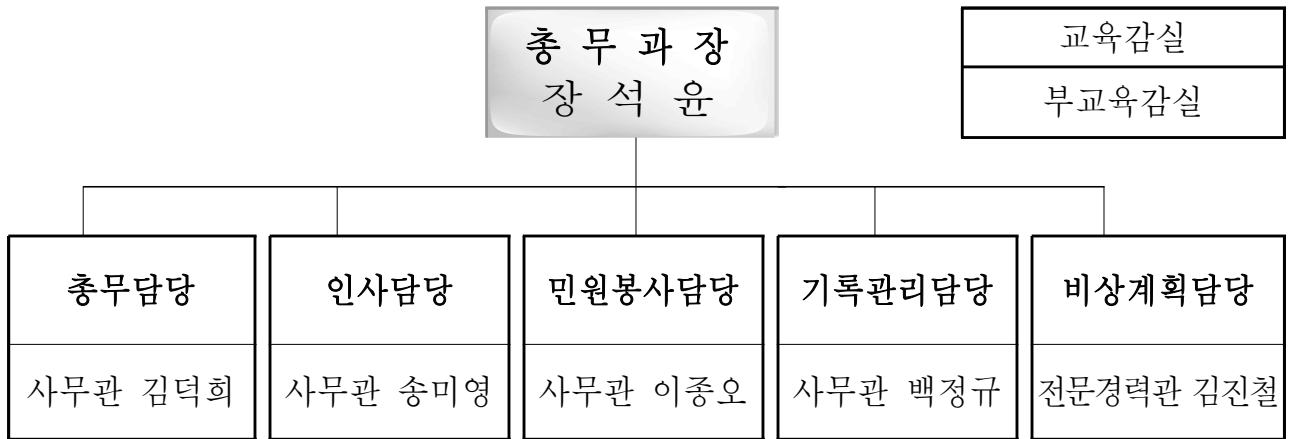 총 무 과 장
장 석 윤
교육감실
부교육감실
총무담당
사무관 김덕희
인사담당
사무관 송미영
민원봉사담당
사무관 이종오
기록관리담당
사무관 백정규
비상계획담당
전문경력관 김진철